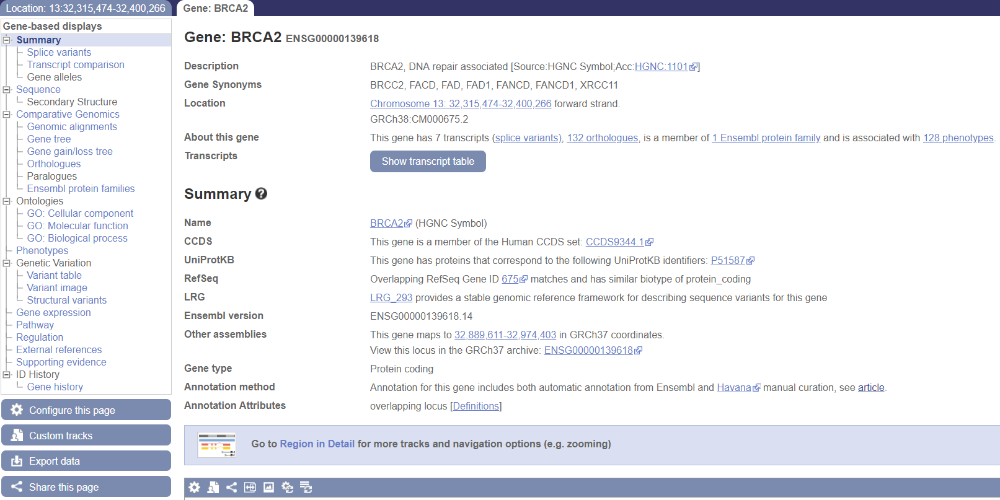 Location: 13:32,315,474-32,400,266
Gene: BRCA2
Gene-based displays
Summary
Splice variants
Transcript comparison
Gene alleles
Sequence
Secondary Structure
Comparative Genomics
Genomic alignments
Gene tree
Gene gain/loss tree
Orthologues
Paralogues
Ensembl protein families
Ontologies
GO: Cellular component
GO: Molecular function
GO: Biological process
Phenotypes
Genetic Variation
Variant table
Variant image
Structural variants
Gene expression
Pathway
Regulation
External references
Supporting evidence
ID History
Gene history
Configure this page
Custom tracks
Export data
Share this page
Gene: BRCA2 ENSG00000139618
Description BRCA2, DNA repair associated [Source:HGNC Symbol;Acc:HGNC:1101]
Gene Synonyms BRCC2, FACD, FAD, FAD1, FANCD, FANCD1, XRCC11
Location Chromosome 13: 32,315,474-32,400,266 forward strand.
GRCh38:CM000675.2
About this gene This gene has 7 transcripts (splice variants), 132 orthologues, is a member of 1 Ensembl protein family and is associated with 128 phenotypes.
Transcripts Show transcript table
Summary ?
Name BRCA2 (HGNC Symbol)
CCDS This gene is a member of the Human CCDS set: CCDS9344.1
UniProtKB This gene has proteins that correspond to the following UniProtKB identifiers: P51587
RefSeq Overlapping RefSeq Gene ID 675 matches and has similar biotype of protein_coding
LRG LRG_293 provides a stable genomic reference framework for describing sequence variants for this gene
Ensembl version ENSG00000139618.14
Other assemblies This gene maps to 32,889,611-32,974,403 in GRCh37 coordinates.
View this locus in the GRCh37 archive: ENSG00000139618
Gene type Protein coding
Annotation method Annotation for this gene includes both automatic annotation from Ensembl and Havana manual curation, see article.
Annotation Attributes overlapping locus [Definitions]
Go to Region in Detail for more tracks and navigation options (e.g. zooming)